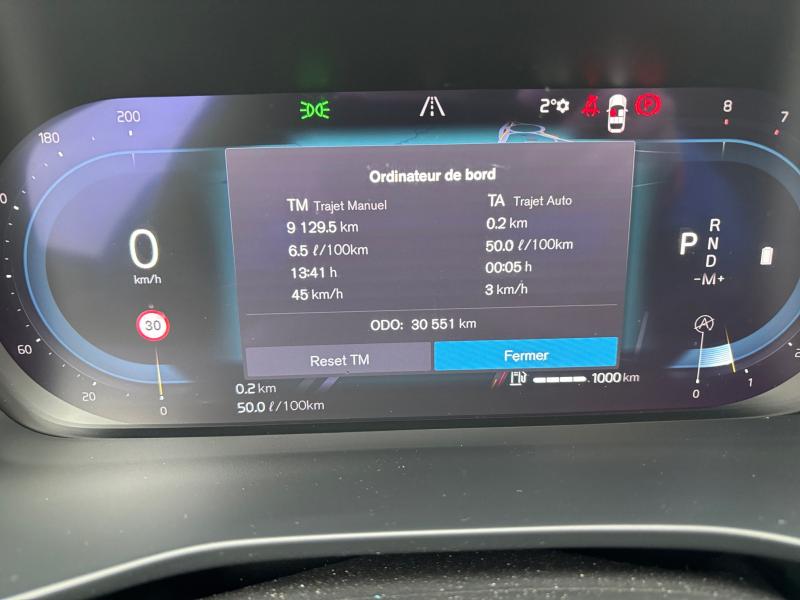 200
180
2°
8
7
Ordinateur de bord
TM Trajet Manuel
TA Trajet Auto
9 129.5 km
0.2 km
6.5 ℓ/100km
50.0 ℓ/100km
13:41 h
00:05 h
45 km/h
3 km/h
0
km/h
P
R
N
D
-M+
30
ODO: 30 551 km
Reset TM
Fermer
60
20
0
0.2 km
50.0 ℓ/100km
1000 km
0
1
2